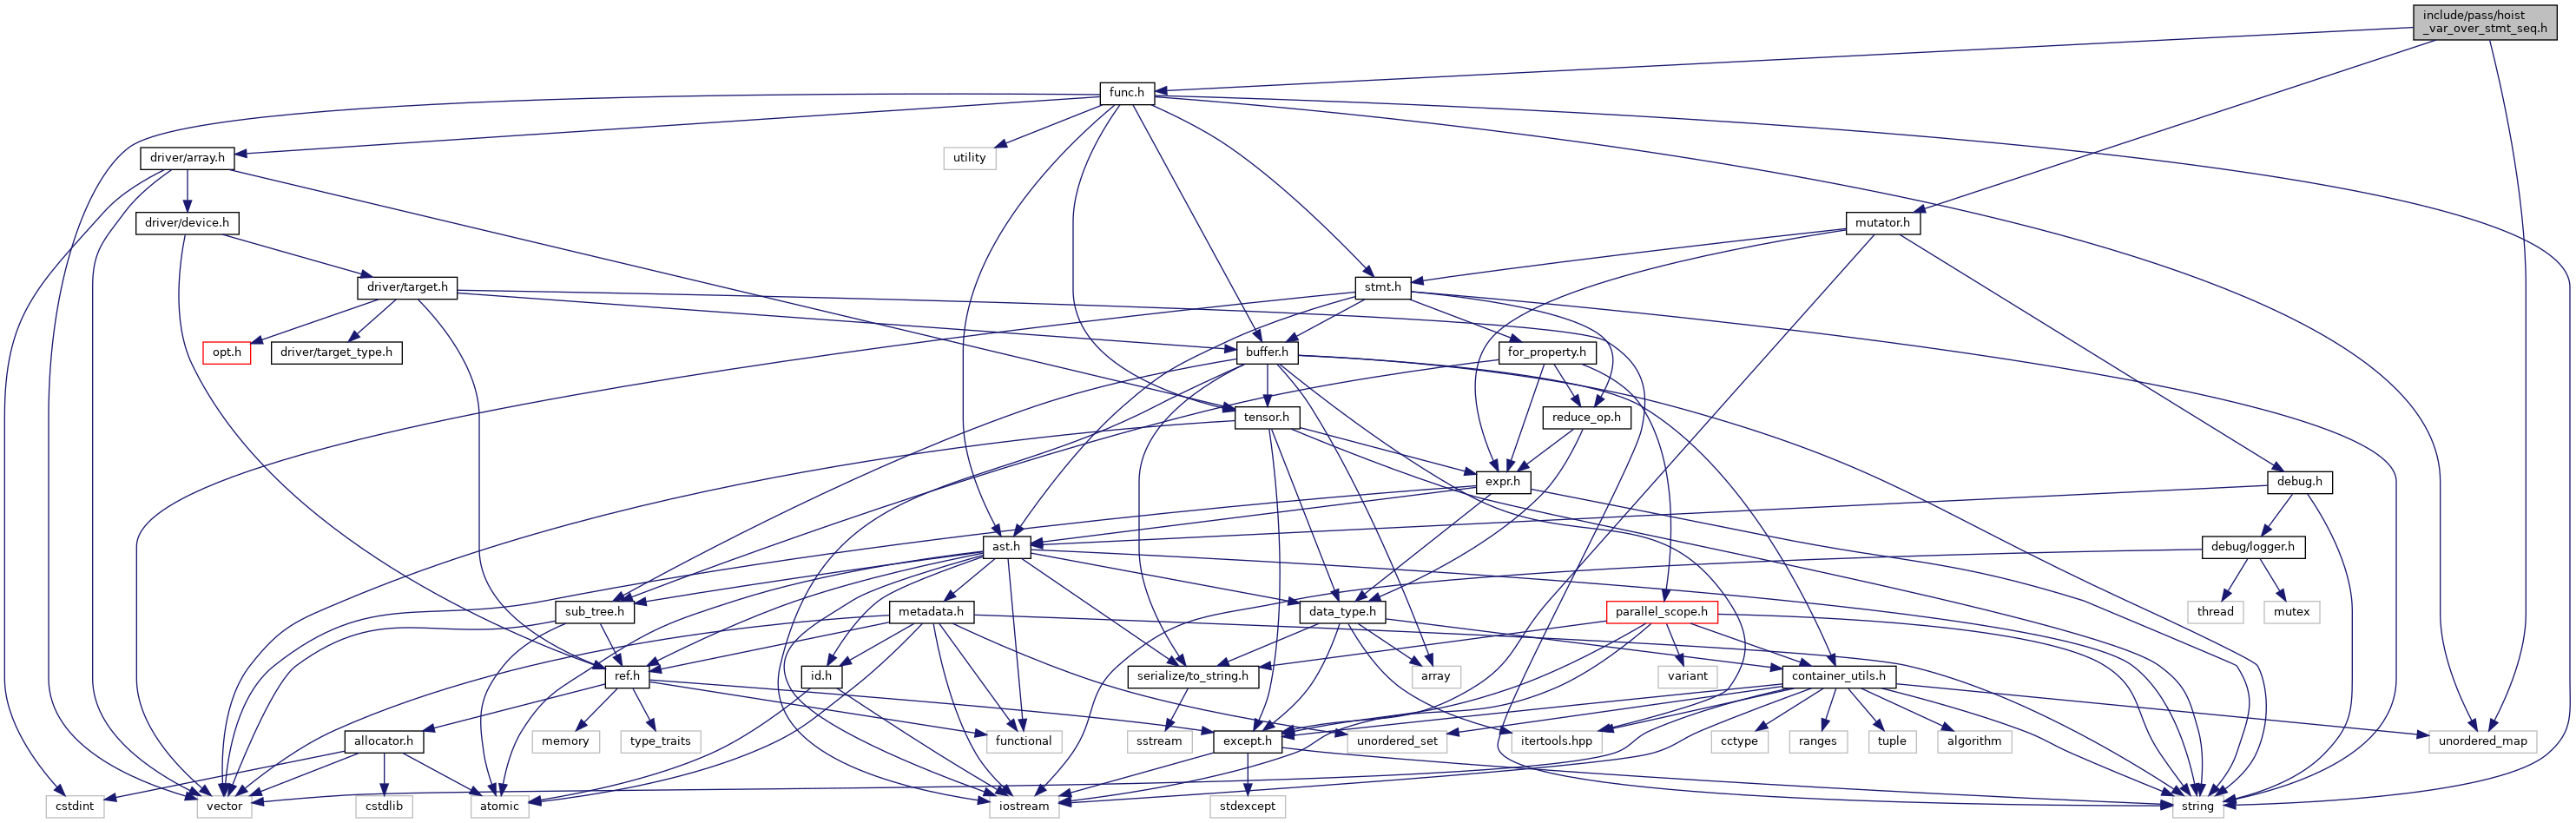 include/pass/hoist
_var_over_stmt_seq.h
func.h
driver/array.h
utility
driver/device.h
mutator.h
driver/target.h
stmt.h
opt.h
driver/target_type.h
buffer.h
for_property.h
tensor.h
reduce_op.h
expr.h
debug.h
ast.h
debug/logger.h
sub_tree.h
metadata.h
data_type.h
parallel_scope.h
thread
mutex
ref.h
id.h
serialize/to_string.h
array
variant
container_utils.h
allocator.h
memory
type_traits
functional
sstream
except.h
unordered_set
itertools.hpp
cctype
ranges
tuple
algorithm
unordered_map
cstdint
vector
cstdlib
atomic
iostream
stdexcept
string